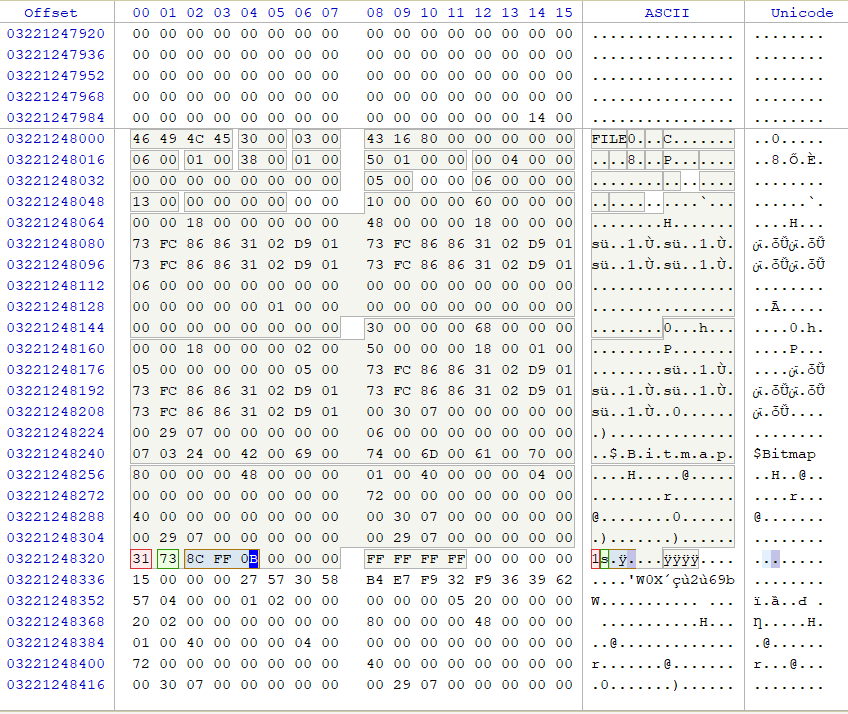 Offset 00 01 02 03 04 05 06 07 08 09 10 11 12 13 14 15 ASCII Unicode
03221247920 00 00 00 00 00 00 00 00 00 00 00 00 00 00 00 00 ................ ........
03221247936 00 00 00 00 00 00 00 00 00 00 00 00 00 00 00 00 ................ ........
03221247952 00 00 00 00 00 00 00 00 00 00 00 00 00 00 00 00 ................ ........
03221247968 00 00 00 00 00 00 00 00 00 00 00 00 00 00 00 00 ................ ........
03221247984 00 00 00 00 00 00 00 00 00 00 00 00 00 00 14 00 ................ ........
03221248000 46 49 4C 45 30 00 03 00 43 16 80 00 00 00 00 00 FILE0...C....... ..0.....
03221248016 06 00 01 00 38 00 01 00 50 01 00 00 00 04 00 00 ....8...P....... ..8.Ő.È.
03221248032 00 00 00 00 00 00 00 00 05 00 00 00 06 00 00 00 ................ ........
03221248048 13 00 00 00 00 00 00 00 10 00 00 00 60 00 00 00 ............`... ......`.
03221248064 00 00 18 00 00 00 00 00 48 00 00 00 18 00 00 00 ........H....... ....H...
03221248080 73 FC 86 86 31 02 D9 01 73 FC 86 86 31 02 D9 01 sü..1.Ù.sü..1.Ù.
03221248096 73 FC 86 86 31 02 D9 01 73 FC 86 86 31 02 D9 01 sü..1.Ù.sü..1.Ù.
03221248112 06 00 00 00 00 00 00 00 00 00 00 00 00 00 00 00 ................ ........
03221248128 00 00 00 00 00 01 00 00 00 00 00 00 00 00 00 00 ................ ..Ā.....
03221248144 00 00 00 00 00 00 00 00 30 00 00 00 68 00 00 00 ........0...h... ....0.h.
03221248160 00 00 18 00 00 00 02 00 50 00 00 00 18 00 01 00 ........P....... ....P...
03221248176 05 00 00 00 00 00 05 00 73 FC 86 86 31 02 D9 01 ........sü..1.Ù.
03221248192 73 FC 86 86 31 02 D9 01 73 FC 86 86 31 02 D9 01 sü..1.Ù.sü..1.Ù.
03221248208 73 FC 86 86 31 02 D9 01 00 30 07 00 00 00 00 00 sü..1.Ù..0......
03221248224 00 29 07 00 00 00 00 00 06 00 00 00 00 00 00 00 .).............. ........
03221248240 07 03 24 00 42 00 69 00 74 00 6D 00 61 00 70 00 ..$.B.i.t.m.a.p. $Bitmap
03221248256 80 00 00 00 48 00 00 00 01 00 40 00 00 00 04 00 ....H.....@..... ..H..@..
03221248272 00 00 00 00 00 00 00 00 72 00 00 00 00 00 00 00 ........r....... ....r...
03221248288 40 00 00 00 00 00 00 00 00 30 07 00 00 00 00 00 @........0...... @.......
03221248304 00 29 07 00 00 00 00 00 00 29 07 00 00 00 00 00 .).......)...... ........
03221248320 31 73 8C FF 0B 00 00 00 FF FF FF FF 00 00 00 00 1s.ÿ....ÿÿÿÿ....
03221248336 15 00 00 00 27 57 30 58 B4 E7 F9 32 F9 36 39 62 ....'W0X´çù2ù69b ........
03221248352 57 04 00 00 01 02 00 00 00 00 00 05 20 00 00 00 W........... ...
03221248368 20 02 00 00 00 00 00 00 80 00 00 00 48 00 00 00 ...........H...
03221248384 01 00 40 00 00 00 04 00 00 00 00 00 00 00 00 00 ..@............. .@......
03221248400 72 00 00 00 00 00 00 00 40 00 00 00 00 00 00 00 r.......@....... r...@...
03221248416 00 30 07 00 00 00 00 00 00 29 07 00 00 00 00 00 .0.......)...... ........